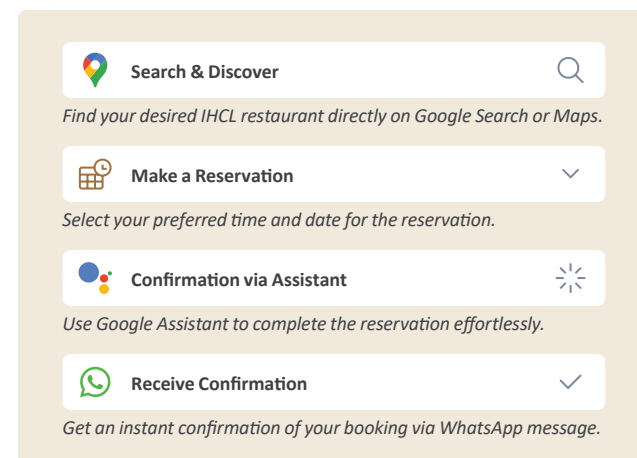 Search & Discover
Find your desired IHCL restaurant directly on Google Search or Maps.
Make a Reservation
Select your preferred time and date for the reservation.
Confirmation via Assistant
Use Google Assistant to complete the reservation effortlessly.
Receive Confirmation
Get an instant confirmation of your booking via WhatsApp message.